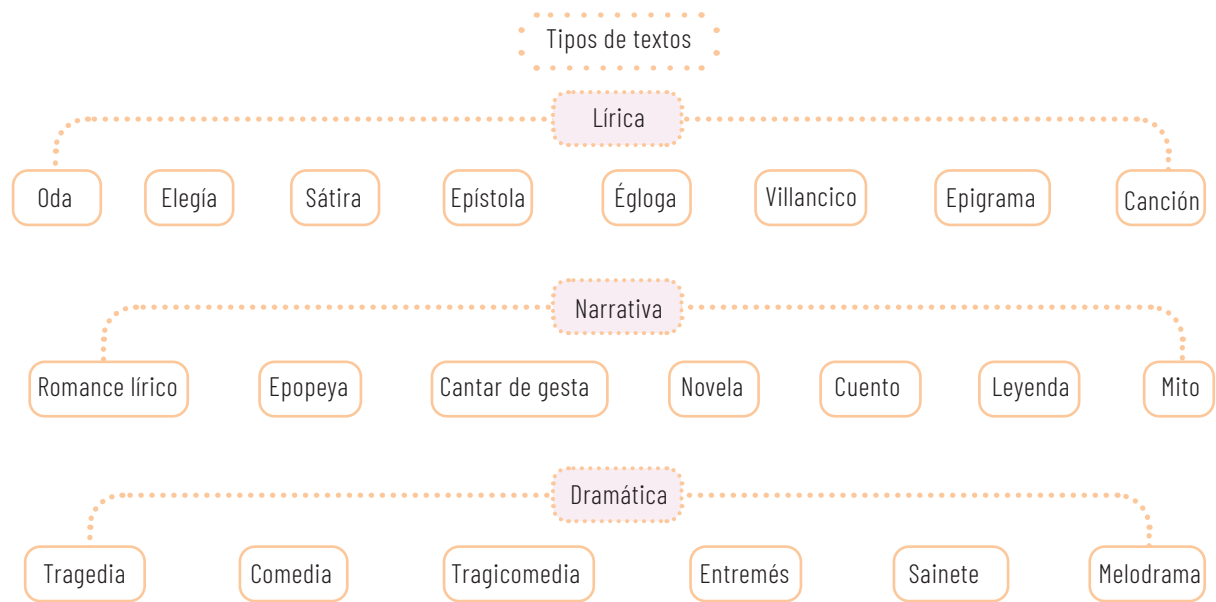 Tipos de textos
Lírica
Oda
Elegía
Sátira
Epístola
Égloga
Villancico
Epigrama
Canción
Narrativa
Romance lírico
Epopeya
Cantar de gesta
Novela
Cuento
Leyenda
Mito
Dramática
Tragedia
Comedia
Tragicomedia
Entremés
Sainete
Melodrama